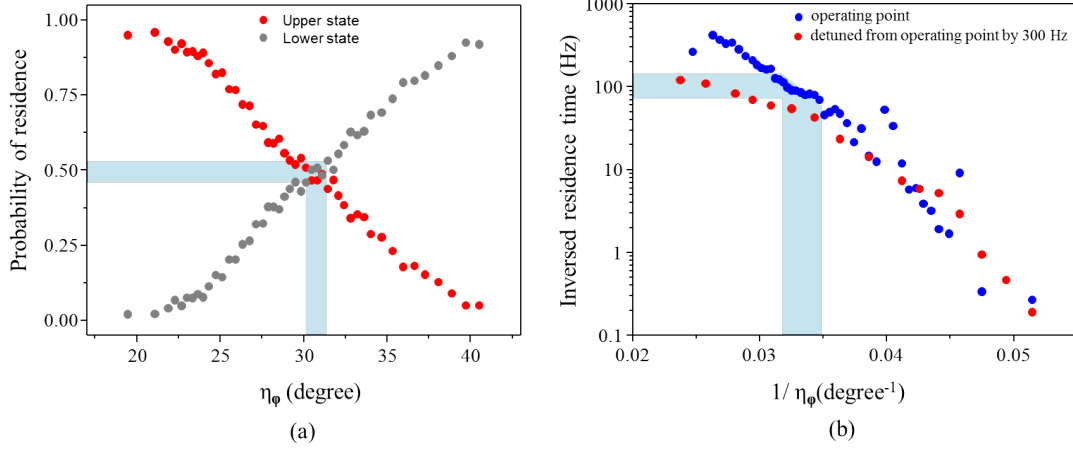 Upper state
Lower state
Probability of residence
1.00
0.75
0.50
0.25
0.00
20
25
30
35
40
ηφ (degree)
(a)
operating point
detuned from operating point by 300 Hz
Inversed residence time (Hz)
1000
100
10
1
0.1
0.02
0.03
0.04
0.05
1/ ηφ(degree⁻¹)
(b)